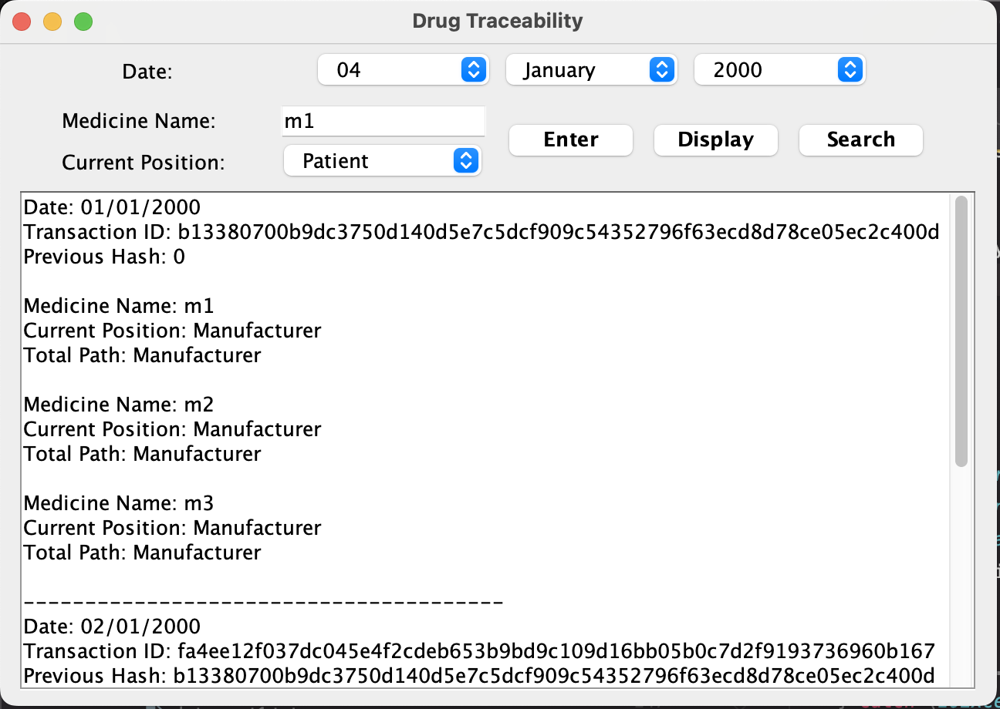 Drug Traceability
Date: 04 January 2000
Medicine Name: m1
Enter Display Search
Current Position: Patient
Date: 01/01/2000
Transaction ID: b13380700b9dc3750d140d5e7c5dcf909c54352796f63ecd8d78ce05ec2c400d
Previous Hash: 0
Medicine Name: m1
Current Position: Manufacturer
Total Path: Manufacturer
Medicine Name: m2
Current Position: Manufacturer
Total Path: Manufacturer
Medicine Name: m3
Current Position: Manufacturer
Total Path: Manufacturer
---------------------------------------
Date: 02/01/2000
Transaction ID: fa4ee12f037dc045e4f2cdeb653b9bd9c109d16bb05b0c7d2f9193736960b167
Previous Hash: b13380700b9dc3750d140d5e7c5dcf909c54352796f63ecd8d78ce05ec2c400d